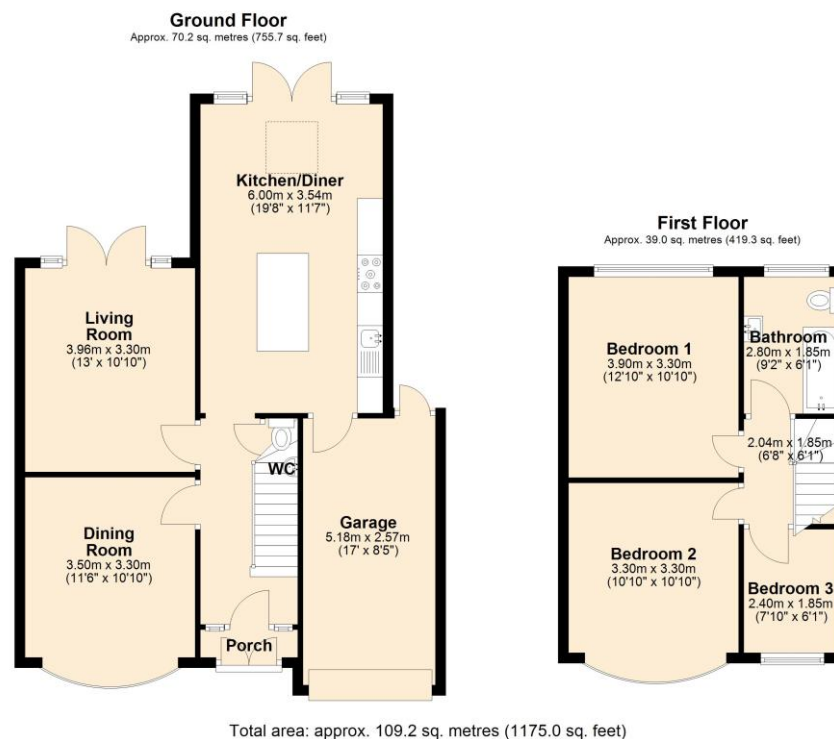 Ground Floor
Approx. 70.2 sq. metres (755.7 sq. feet)
Kitchen/Diner
6.00m x 3.54m
(19'8" x 11'7")
Living
Room
3.96m x 3.30m
(13' x 10'10")
WC
Dining
Room
3.50m x 3.30m
(11'6" x 10'10")
Garage
5.18m x 2.57m
(17' x 8'5")
Porch
First Floor
Approx. 39.0 sq. metres (419.3 sq. feet)
Bedroom 1
3.90m x 3.30m
(12'10" x 10'10")
Bathroom
2.80m x 1.85m
(9'2" x 6'1")
2.04m x 1.85m
(6'8" x 6'1")
Bedroom 2
3.30m x 3.30m
(10'10" x 10'10")
Bedroom 3
2.40m x 1.85m
(7'10" x 6'1")
Total area: approx. 109.2 sq. metres (1175.0 sq. feet)